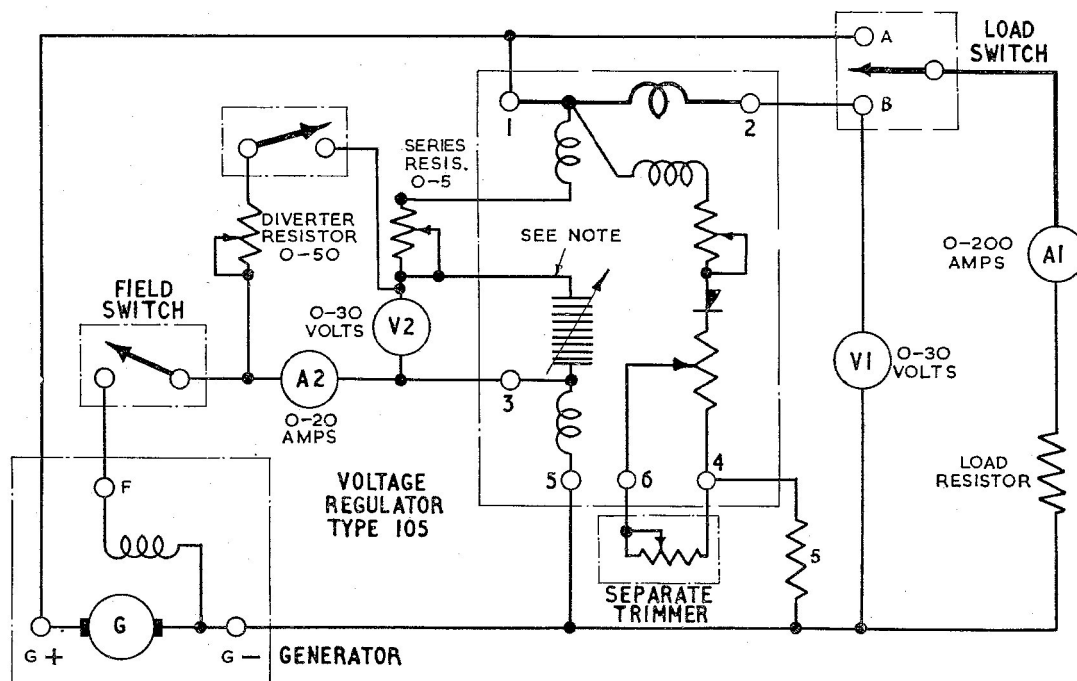 A
LOAD
SWITCH
1
2
B
SERIES
RESIS.
0-5
DIVERTER
RESISTOR
0-50
SEE NOTE
0-200
AMPS
A1
FIELD
SWITCH
0-30
VOLTS
V2
V1
0-30
VOLTS
A2
0-20
AMPS
3
F
VOLTAGE
REGULATOR
TYPE 105
5
6
4
LOAD
RESISTOR
5
SEPARATE
TRIMMER
G
G+
G-
GENERATOR